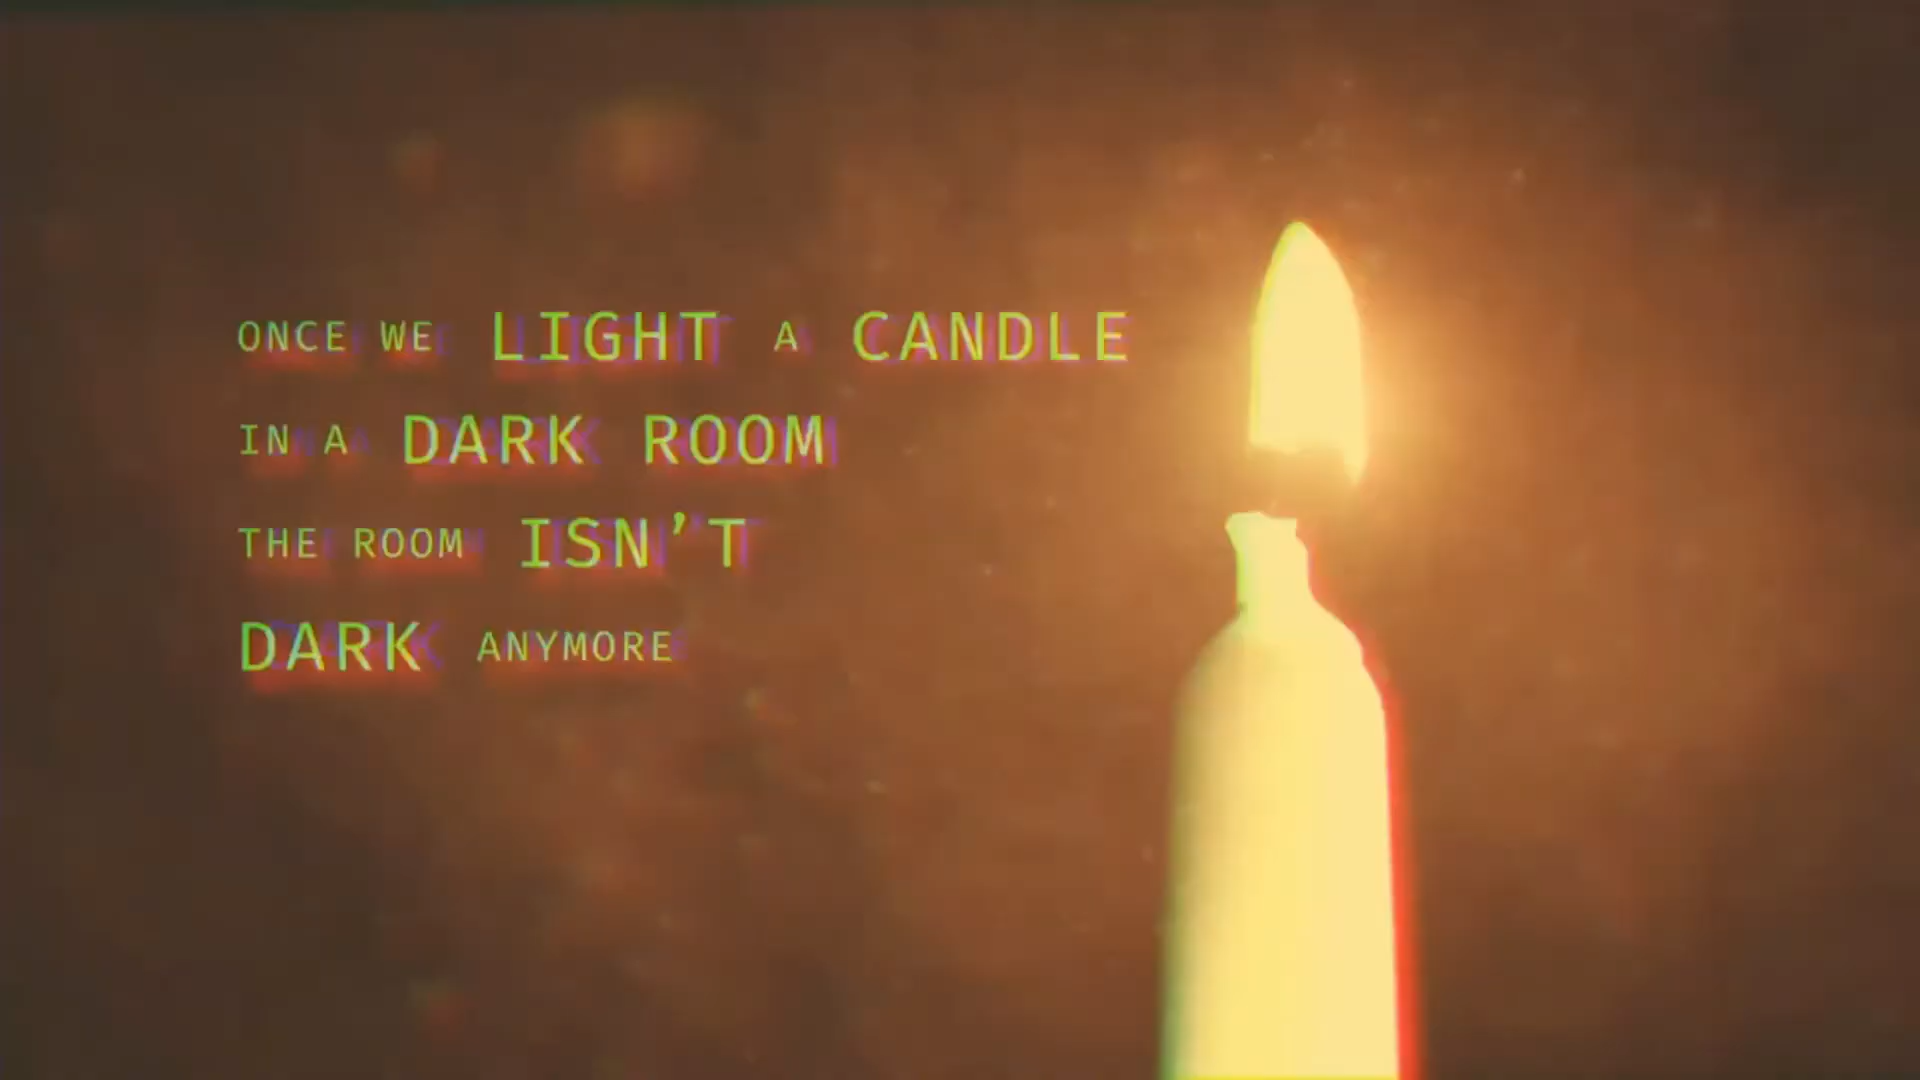 ONCE WE LIGHT A CANDLE
IN A DARK ROOM
THE ROOM ISN’T
DARK ANYMORE